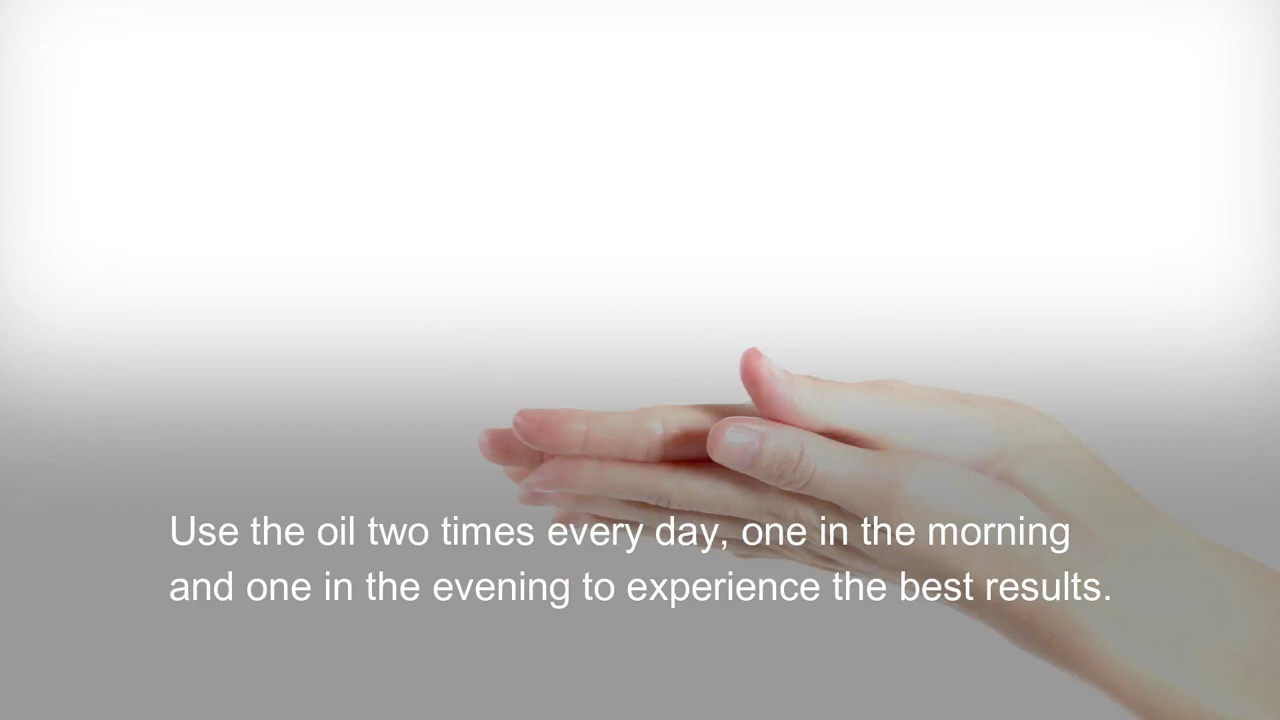 Use the oil two times every day, one in the morning
and one in the evening to experience the best results.